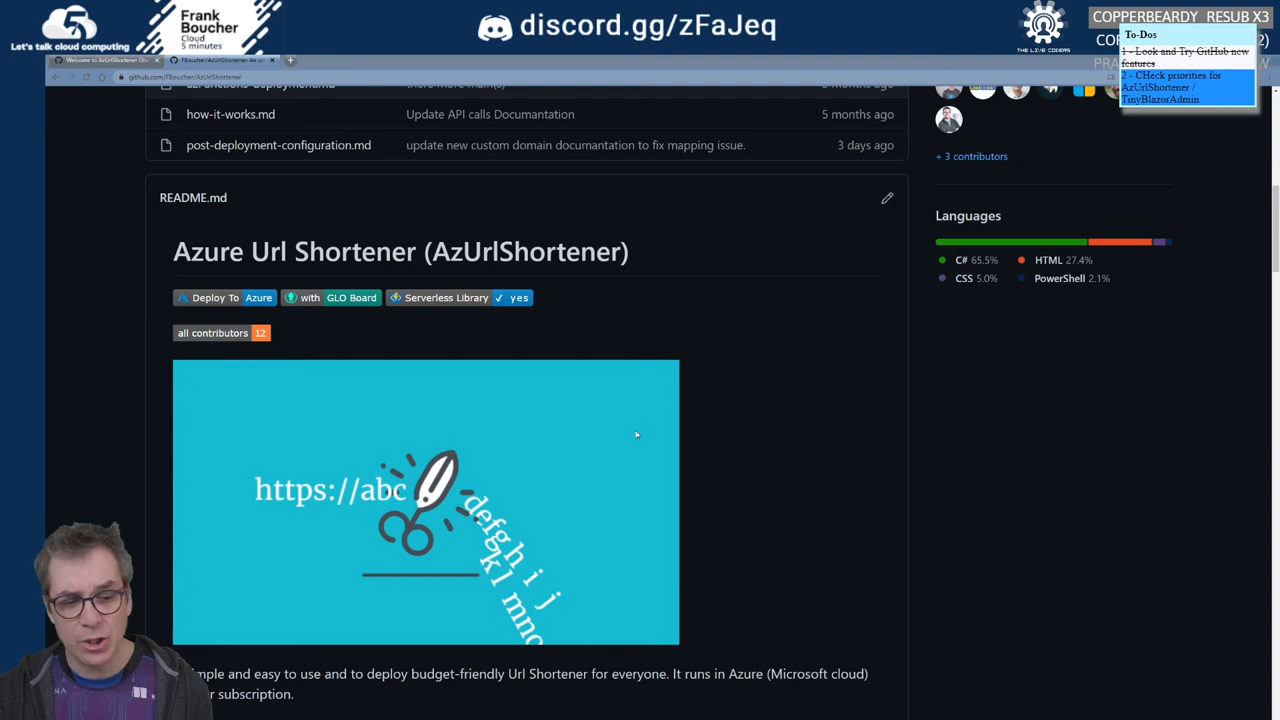 Let's talk cloud computing
Frank
Boucher
Cloud
5 minutes
discord.gg/zFaJeq
THE LIVE CODERS
COPPERBEARDY RESUB X3
To-Dos
1 - Look and Try GitHub new
features
2 - CHeck priorities for
AzUrlShortener /
TinyBlazorAdmin
github.com/FBoucher/AzUrlShortener
how-it-works.md
Update API calls Documantation
5 months ago
post-deployment-configuration.md
update new custom domain documantation to fix mapping issue.
3 days ago
+ 3 contributors
README.md
Languages
C# 65.5%
HTML 27.4%
CSS 5.0%
PowerShell 2.1%
Azure Url Shortener (AzUrlShortener)
Deploy To Azure
with GLO Board
Serverless Library ✓ yes
all contributors 12
https://abc
defgh i j
k l mno
and easy to use and to deploy budget-friendly Url Shortener for everyone. It runs in Azure (Microsoft cloud)
subscription.